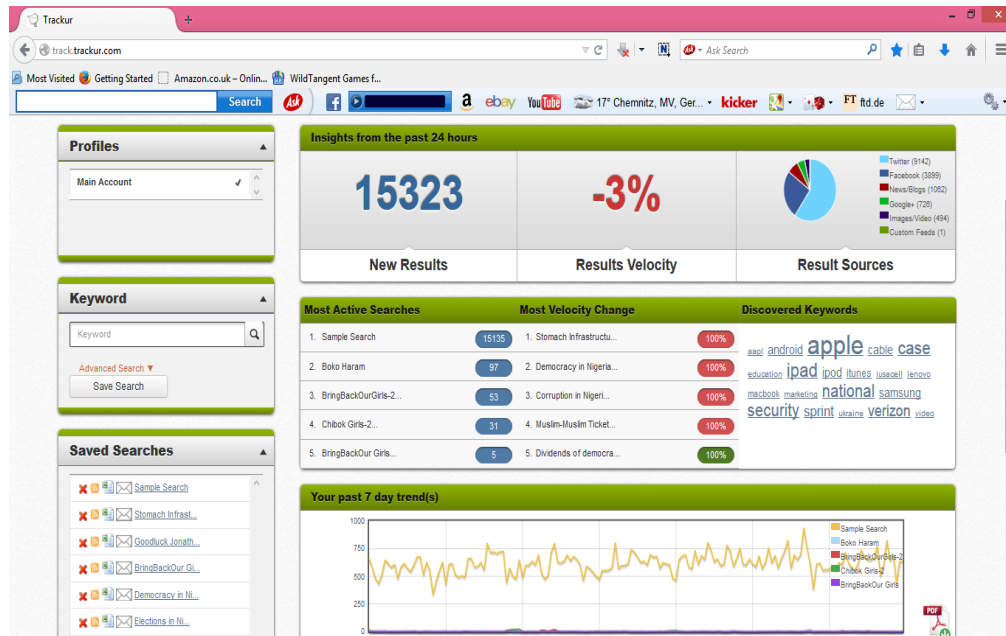 Trackur
track.trackur.com
Ask Search
Most Visited Getting Started Amazon.co.uk – Onlin... WildTangent Games f...
Search Ask a ebay YouTube 17° Chemnitz, MV, Ger... kicker FT ftd.de
Profiles
Main Account
Insights from the past 24 hours
15323
New Results
-3%
Results Velocity
Twitter (9142)
Facebook (3899)
News/Blogs (1062)
Google+ (726)
Images/Video (494)
Custom Feeds (1)
Result Sources
Keyword
Keyword
Advanced Search ▼
Save Search
Most Active Searches
1. Sample Search 15135
2. Boko Haram 97
3. BringBackOurGirls-2... 53
4. Chibok Girls-2... 31
5. BringBackOur Girls... 5
Most Velocity Change
1. Stomach Infrastructu... 100%
2. Democracy in Nigeria... 100%
3. Corruption in Nigeri... 100%
4. Muslim-Muslim Ticket... 100%
5. Dividends of democra... 100%
Discovered Keywords
aapl android apple cable case
education ipad ipod itunes iusacell lenovo
macbook marketing national samsung
security sprint ukraine verizon video
Saved Searches
Sample Search
Stomach Infrast...
Goodluck Jonath...
BringBackOur Gi...
Democracy in Ni...
Elections in Ni...
Your past 7 day trend(s)
1000
750
500
250
0
Sample Search
Boko Haram
BringBackOurGirls-2
Chibok Girls-2
BringBackOur Girls
PDF